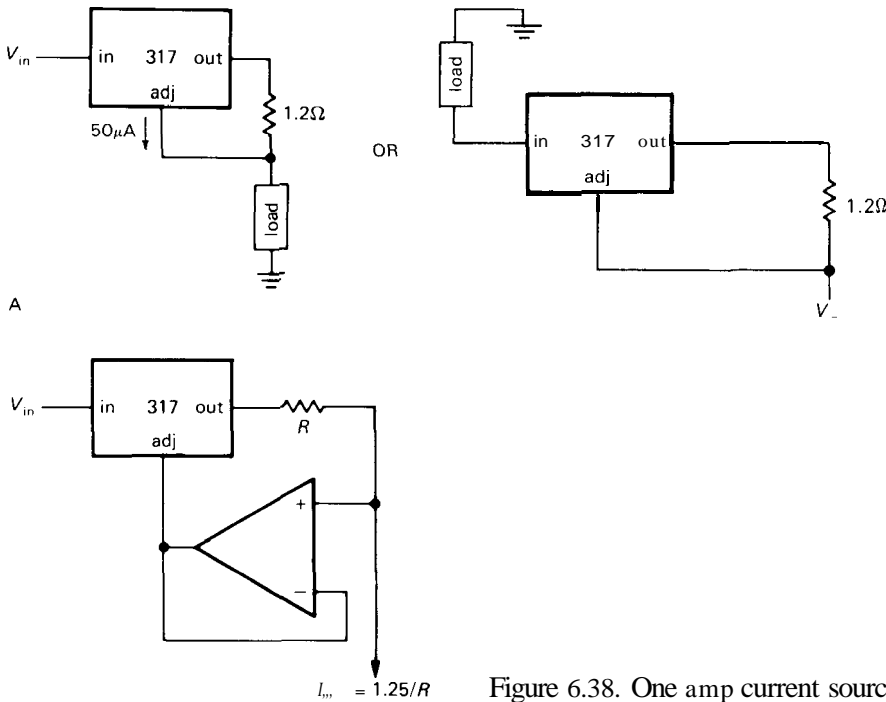 V_in in 317 out
adj
50μA
1.2Ω
load
OR
load
in 317 out
adj
1.2Ω
V_-
A
V_in in 317 out
R
adj
+
−
I,,, = 1.25/R
Figure 6.38. One amp current sourc